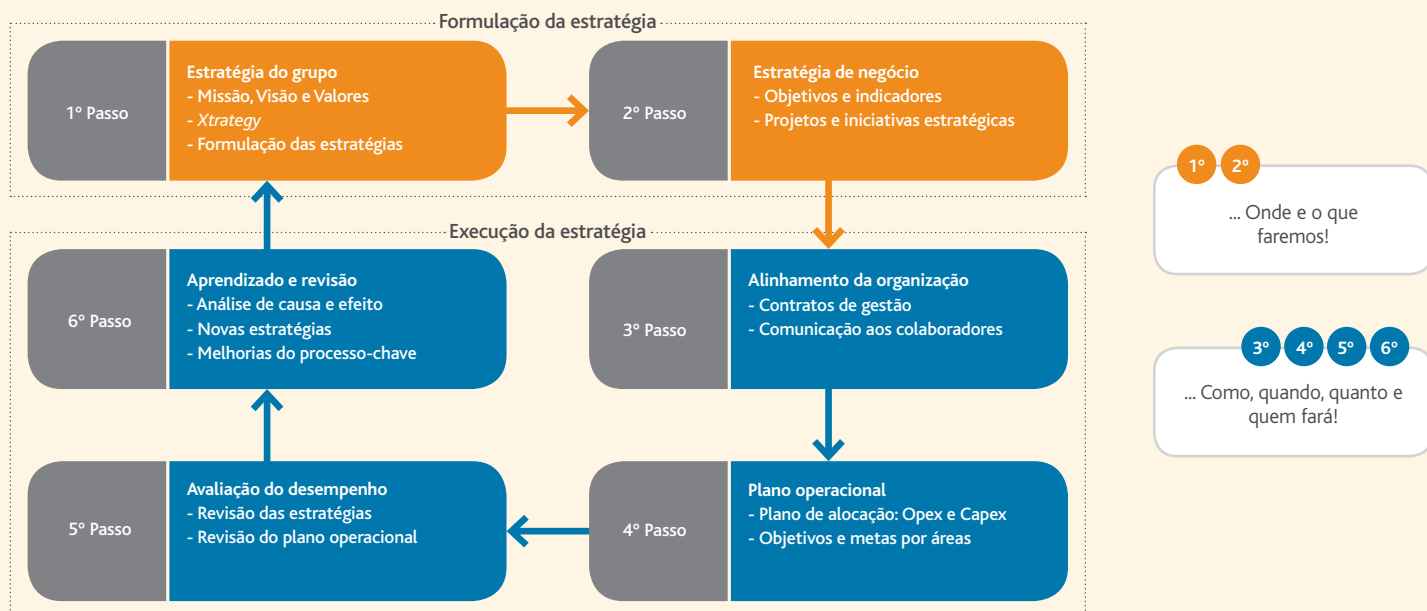 Formulação da estratégia
1º Passo
Estratégia do grupo
- Missão, Visão e Valores
- Xtrategy
- Formulação das estratégias
2º Passo
Estratégia de negócio
- Objetivos e indicadores
- Projetos e iniciativas estratégicas
Execução da estratégia
6º Passo
Aprendizado e revisão
- Análise de causa e efeito
- Novas estratégias
- Melhorias do processo-chave
3º Passo
Alinhamento da organização
- Contratos de gestão
- Comunicação aos colaboradores
5º Passo
Avaliação do desempenho
- Revisão das estratégias
- Revisão do plano operacional
4º Passo
Plano operacional
- Plano de alocação: Opex e Capex
- Objetivos e metas por áreas
1º 2º
... Onde e o que
faremos!
3º 4º 5º 6º
... Como, quando, quanto e
quem fará!